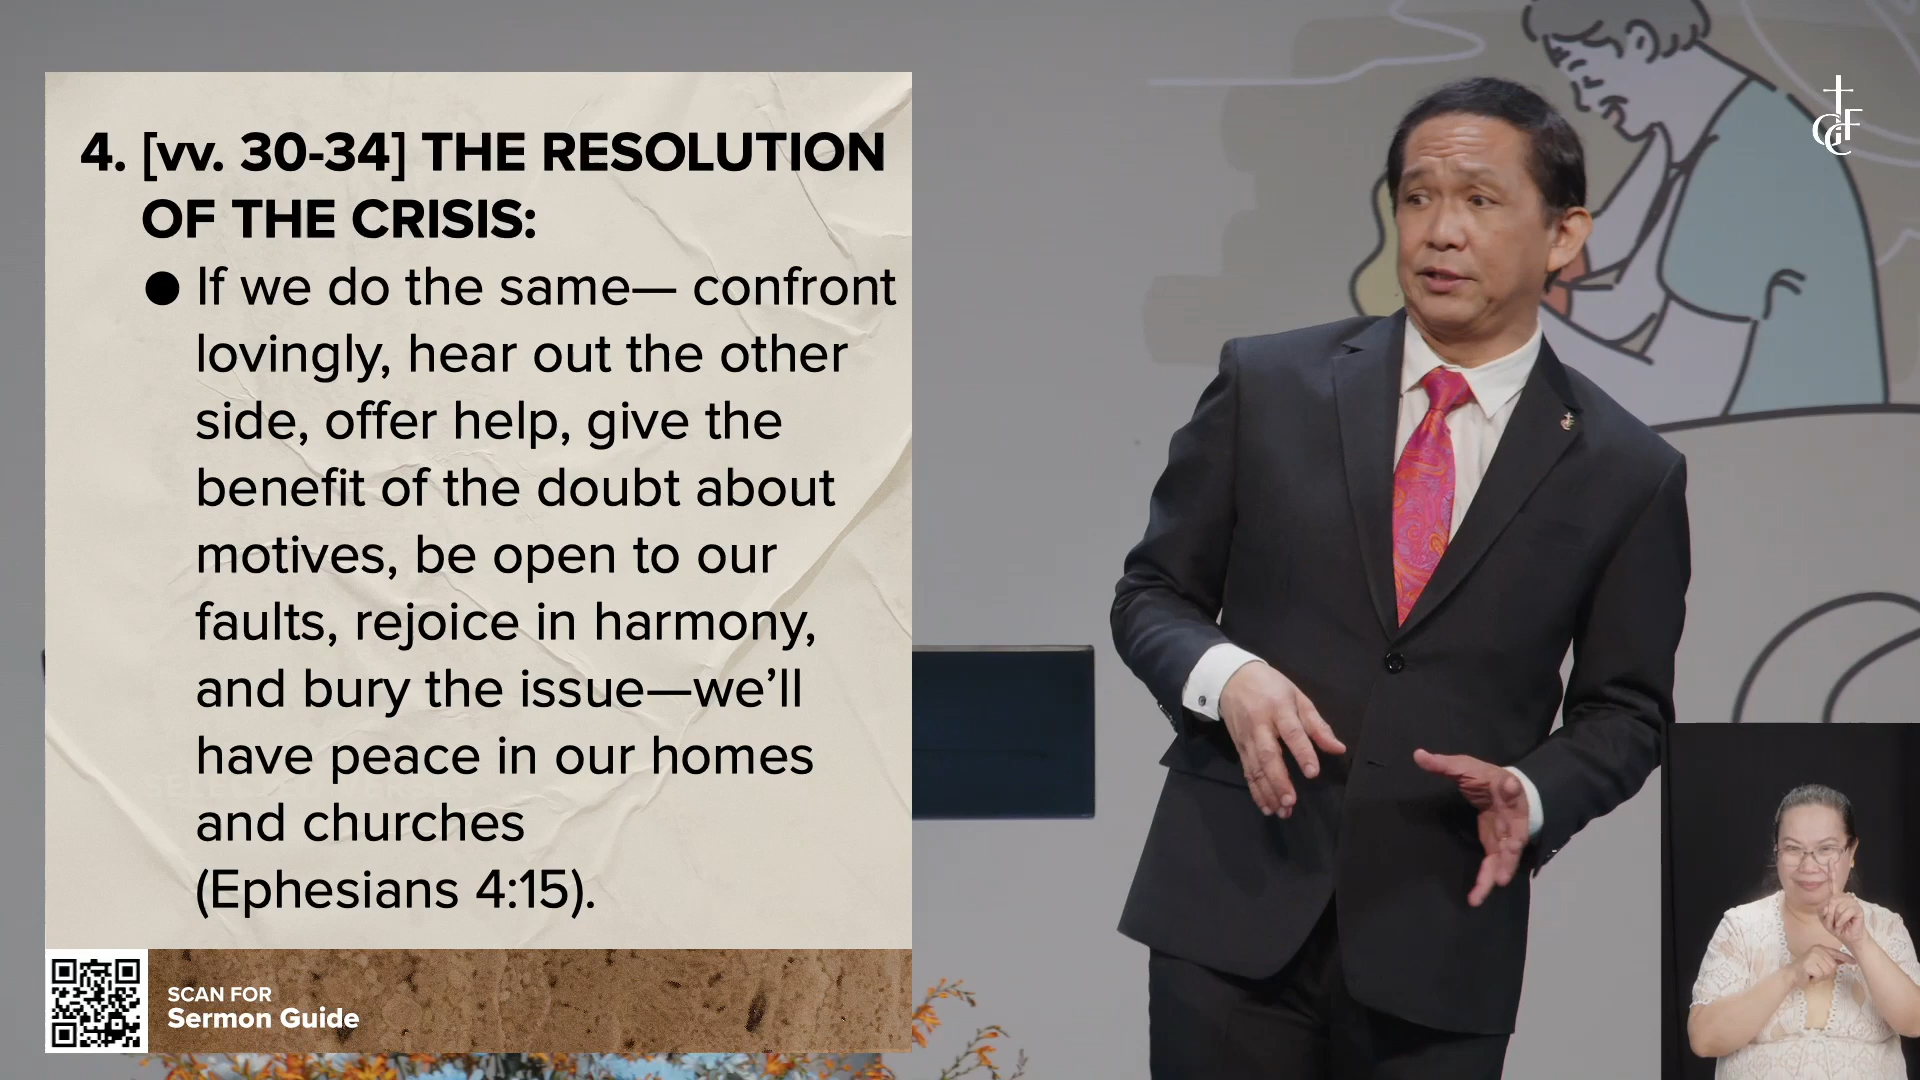 4. [vv. 30-34] THE RESOLUTION
OF THE CRISIS:
● If we do the same— confront
lovingly, hear out the other
side, offer help, give the
benefit of the doubt about
motives, be open to our
faults, rejoice in harmony,
and bury the issue—we’ll
have peace in our homes
and churches
(Ephesians 4:15).
SCAN FOR
Sermon Guide
CCF